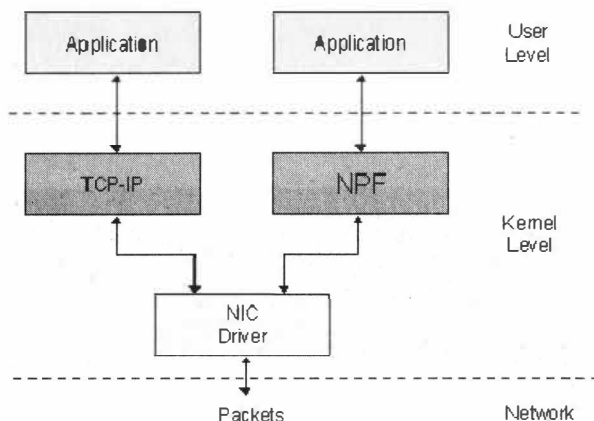 Application
Application
User
Level
TCP-IP
NPF
Kernel
Level
NIC
Driver
Packets
Network